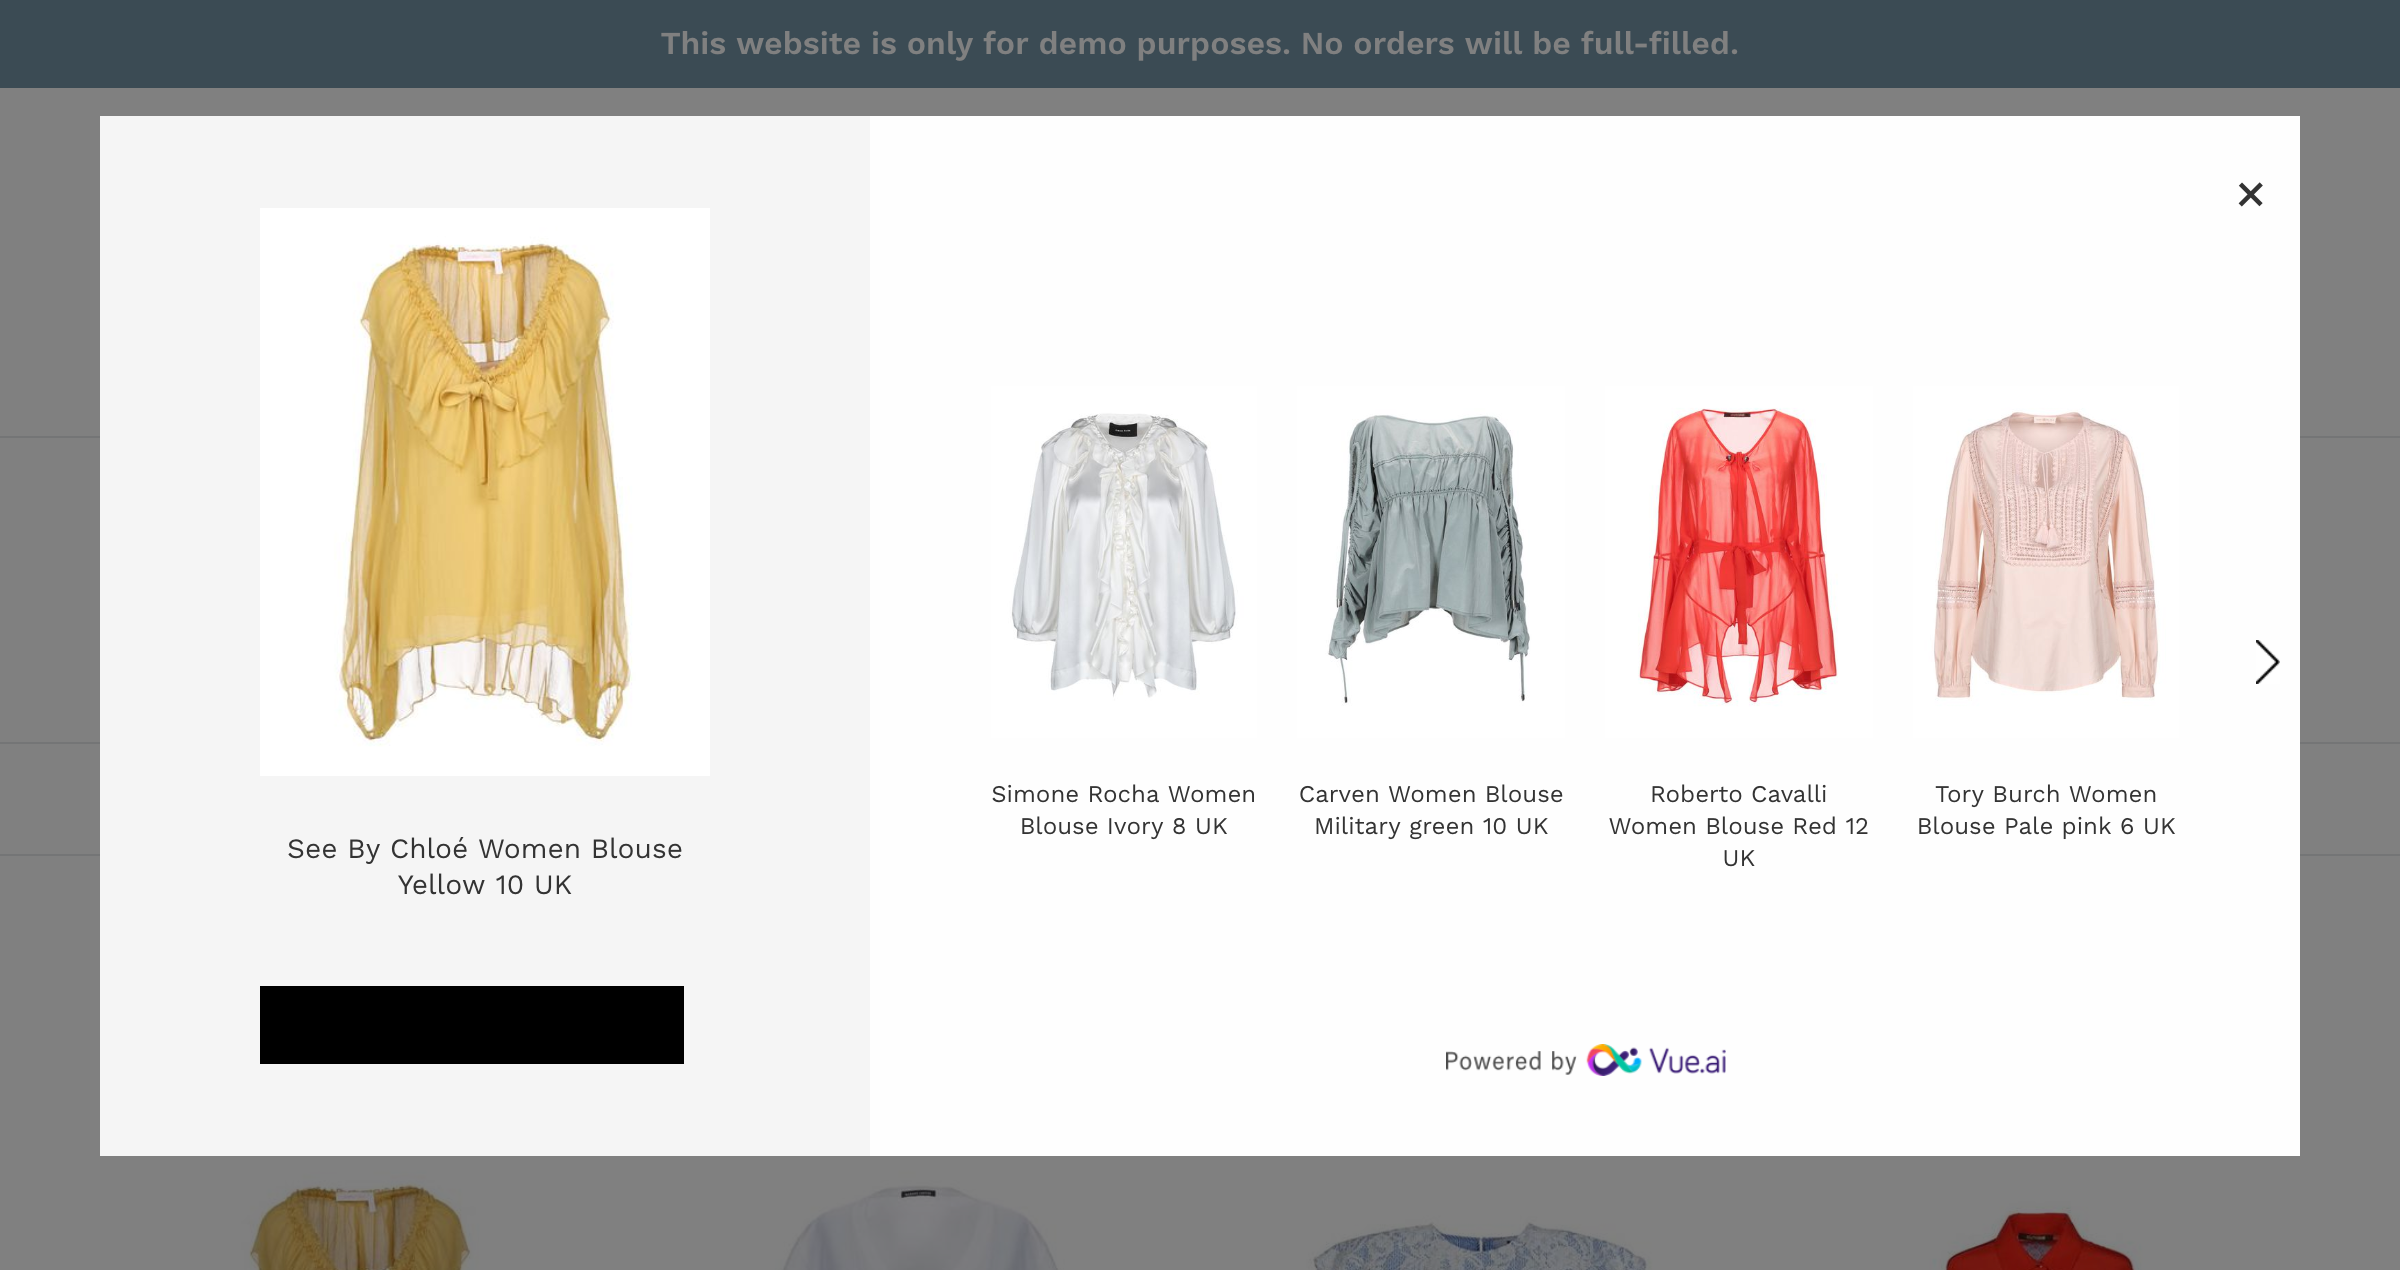 This website is only for demo purposes. No orders will be full-filled.
See By Chloé Women Blouse
Yellow 10 UK
Simone Rocha Women
Blouse Ivory 8 UK
Carven Women Blouse
Military green 10 UK
Roberto Cavalli
Women Blouse Red 12
UK
Tory Burch Women
Blouse Pale pink 6 UK
Powered by Vue.ai